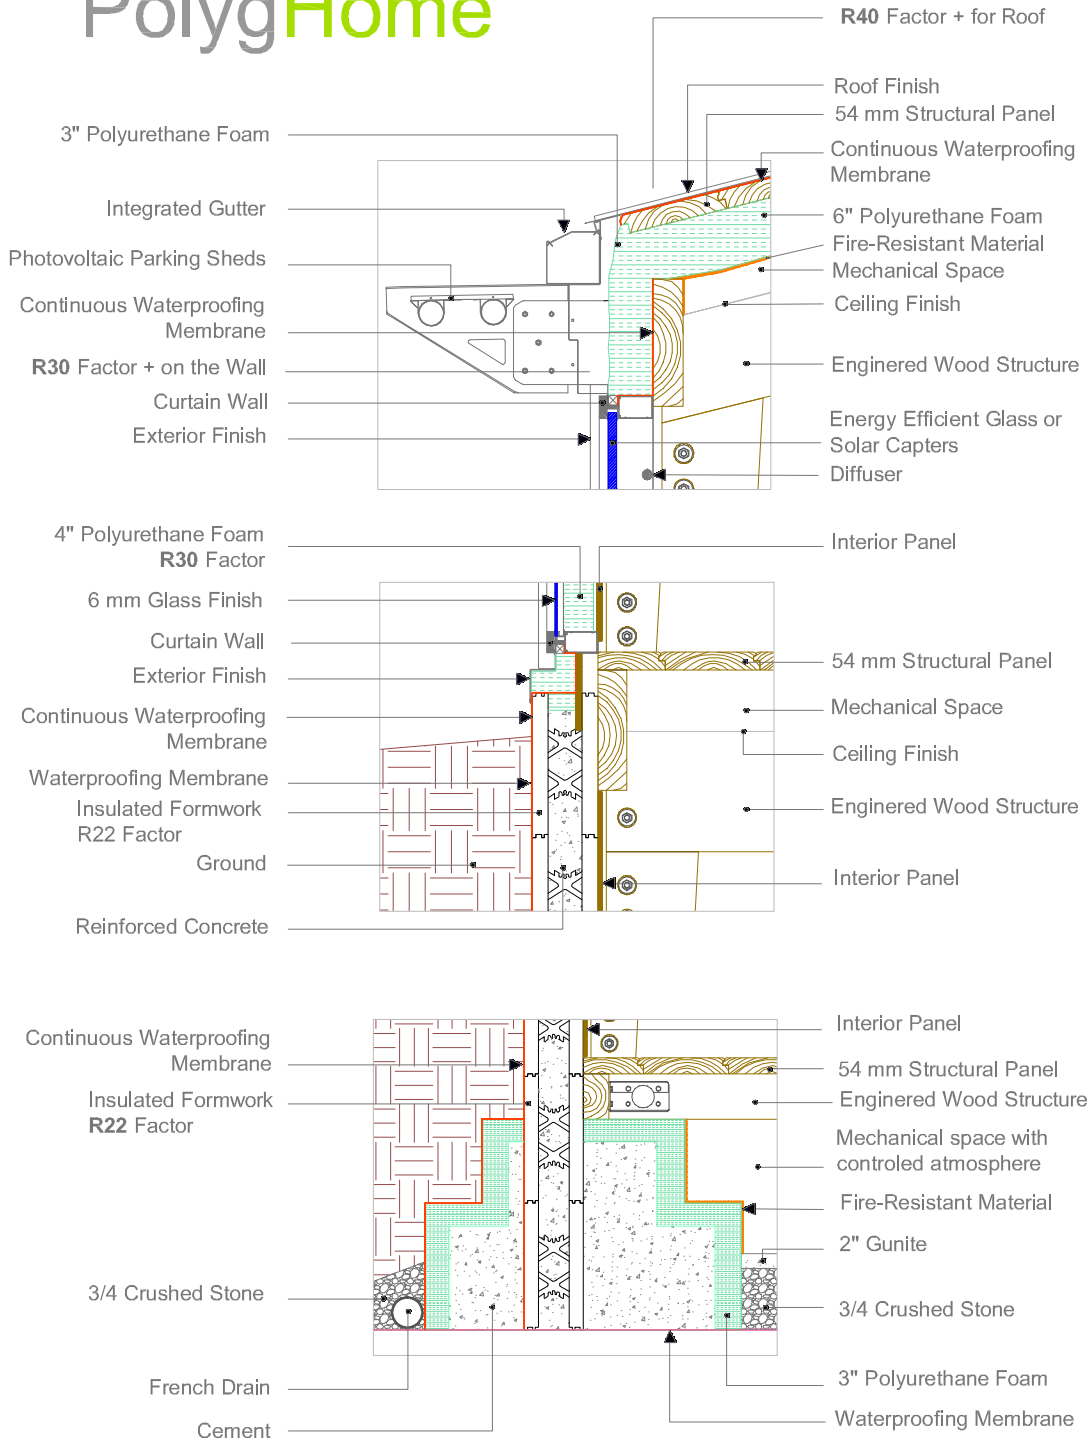 PolygHome
R40 Factor + for Roof
Roof Finish
54 mm Structural Panel
3" Polyurethane Foam
Continuous Waterproofing
Membrane
Integrated Gutter
6" Polyurethane Foam
Fire-Resistant Material
Photovoltaic Parking Sheds
Mechanical Space
Continuous Waterproofing
Membrane
Ceiling Finish
R30 Factor + on the Wall
Enginered Wood Structure
Curtain Wall
Exterior Finish
Energy Efficient Glass or
Solar Capters
Diffuser
4" Polyurethane Foam
R30 Factor
Interior Panel
6 mm Glass Finish
Curtain Wall
54 mm Structural Panel
Exterior Finish
Mechanical Space
Continuous Waterproofing
Membrane
Ceiling Finish
Waterproofing Membrane
Insulated Formwork
R22 Factor
Enginered Wood Structure
Ground
Interior Panel
Reinforced Concrete
Interior Panel
Continuous Waterproofing
Membrane
54 mm Structural Panel
Insulated Formwork
R22 Factor
Enginered Wood Structure
Mechanical space with
controled atmosphere
Fire-Resistant Material
2" Gunite
3/4 Crushed Stone
3/4 Crushed Stone
French Drain
3" Polyurethane Foam
Cement
Waterproofing Membrane